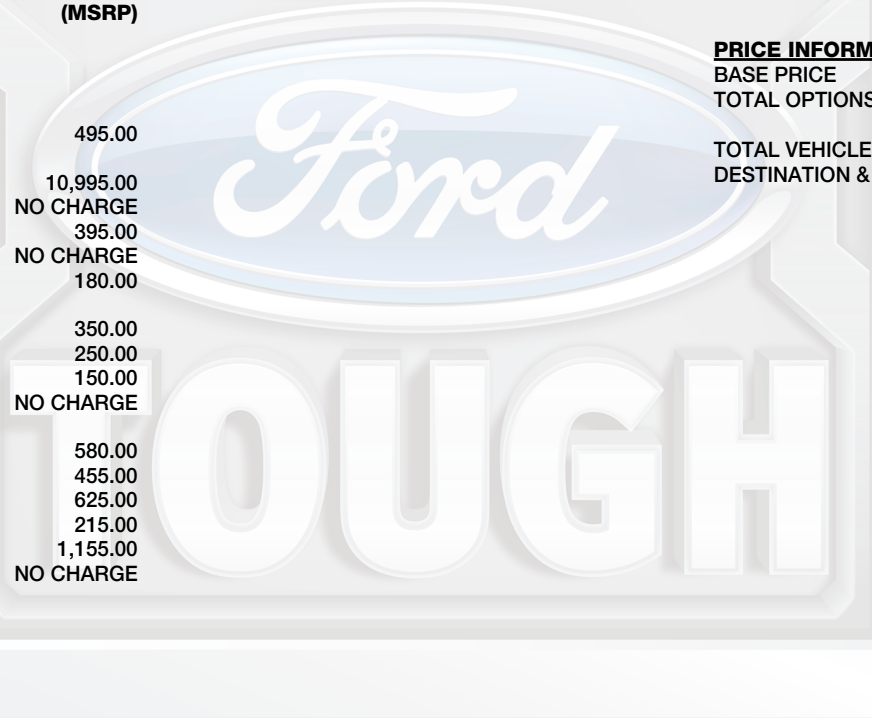 (MSRP)
495.00
10,995.00
NO CHARGE
395.00
NO CHARGE
180.00
350.00
250.00
150.00
NO CHARGE
580.00
455.00
625.00
215.00
1,155.00
NO CHARGE
PRICE INFORM
BASE PRICE
TOTAL OPTIONS
TOTAL VEHICLE
DESTINATION &
Ford
TOUGH